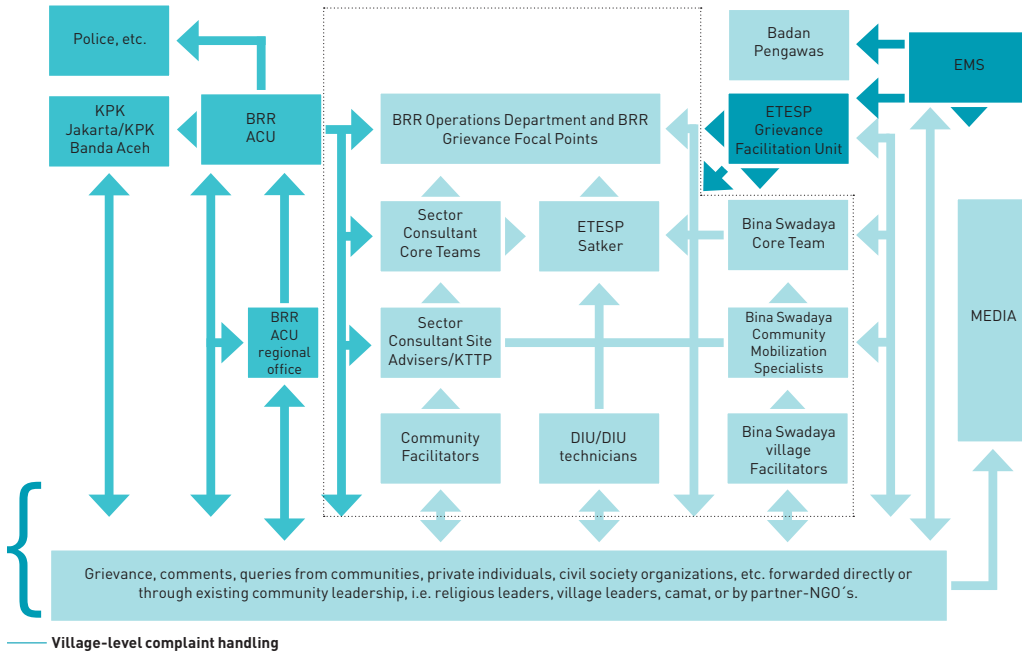 Police, etc.
KPK
Jakarta/KPK
Banda Aceh
BRR
ACU
BRR Operations Department and BRR
Grievance Focal Points
Badan
Pengawas
EMS
ETESP
Grievance
Facilitation Unit
Sector
Consultant
Core Teams
ETESP
Satker
Bina Swadaya
Core Team
MEDIA
BRR
ACU
regional
office
Sector
Consultant Site
Advisers/KTTP
Bina Swadaya
Community
Mobilization
Specialists
Community
Facilitators
DIU/DIU
technicians
Bina Swadaya
village
Facilitators
Grievance, comments, queries from communities, private individuals, civil society organizations, etc. forwarded directly or
through existing community leadership, i.e. religious leaders, village leaders, camat, or by partner-NGO´s.
Village-level complaint handling